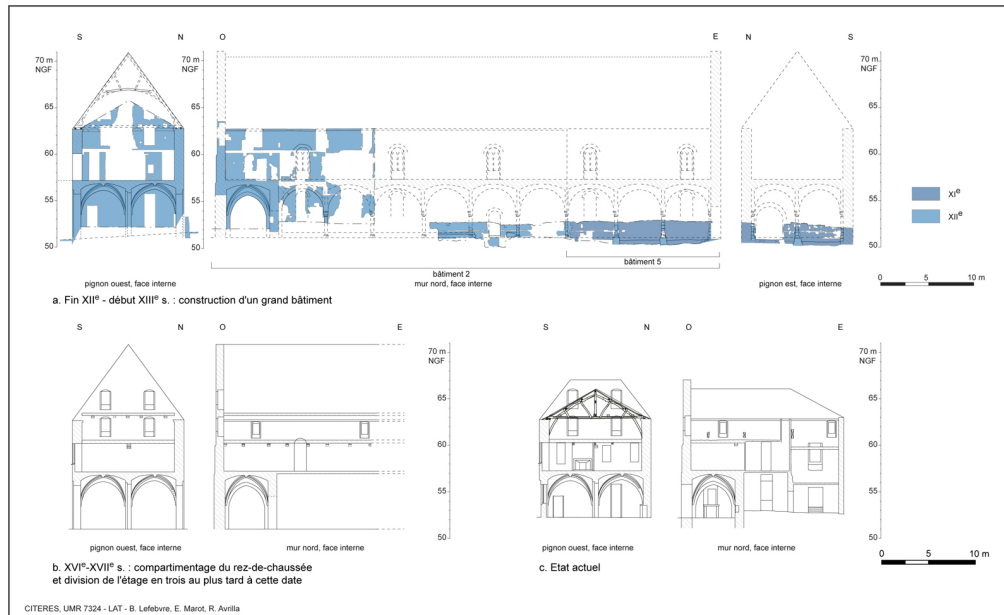 S N O E N S
70 m
NGF
65
60
55
50
70 m
NGF
65
60
55
50
70 m
NGF
65
60
55
50
XIe
XIIe
bâtiment 5
bâtiment 2
pignon ouest, face interne
mur nord, face interne
pignon est, face interne
0 5 10 m
a. Fin XIIe - début XIIIe s. : construction d'un grand bâtiment
S N O E
70 m
NGF
65
60
55
50
S N O E
70 m
NGF
65
60
55
50
pignon ouest, face interne
mur nord, face interne
pignon ouest, face interne
mur nord, face interne
0 5 10 m
b. XVIe-XVIIe s. : compartimentage du rez-de-chaussée
et division de l'étage en trois au plus tard à cette date
c. Etat actuel
CITERES, UMR 7324 - LAT - B. Lefebvre, E. Marot, R. Avrilla